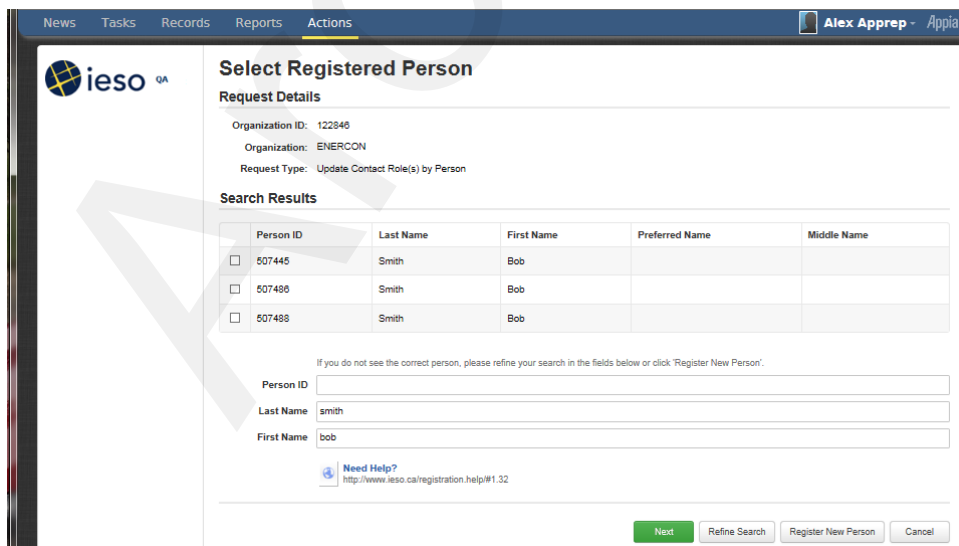 News Tasks Records Reports Actions Alex Apprep - Appia
ieso QA
Select Registered Person
Request Details
Organization ID: 122846
Organization: ENERCON
Request Type: Update Contact Role(s) by Person
Search Results
Person ID Last Name First Name Preferred Name Middle Name
507445 Smith Bob
507486 Smith Bob
507488 Smith Bob
If you do not see the correct person, please refine your search in the fields below or click 'Register New Person'.
Person ID
Last Name smith
First Name bob
Need Help?
http://www.ieso.ca/registration.help/#1.32
Next Refine Search Register New Person Cancel